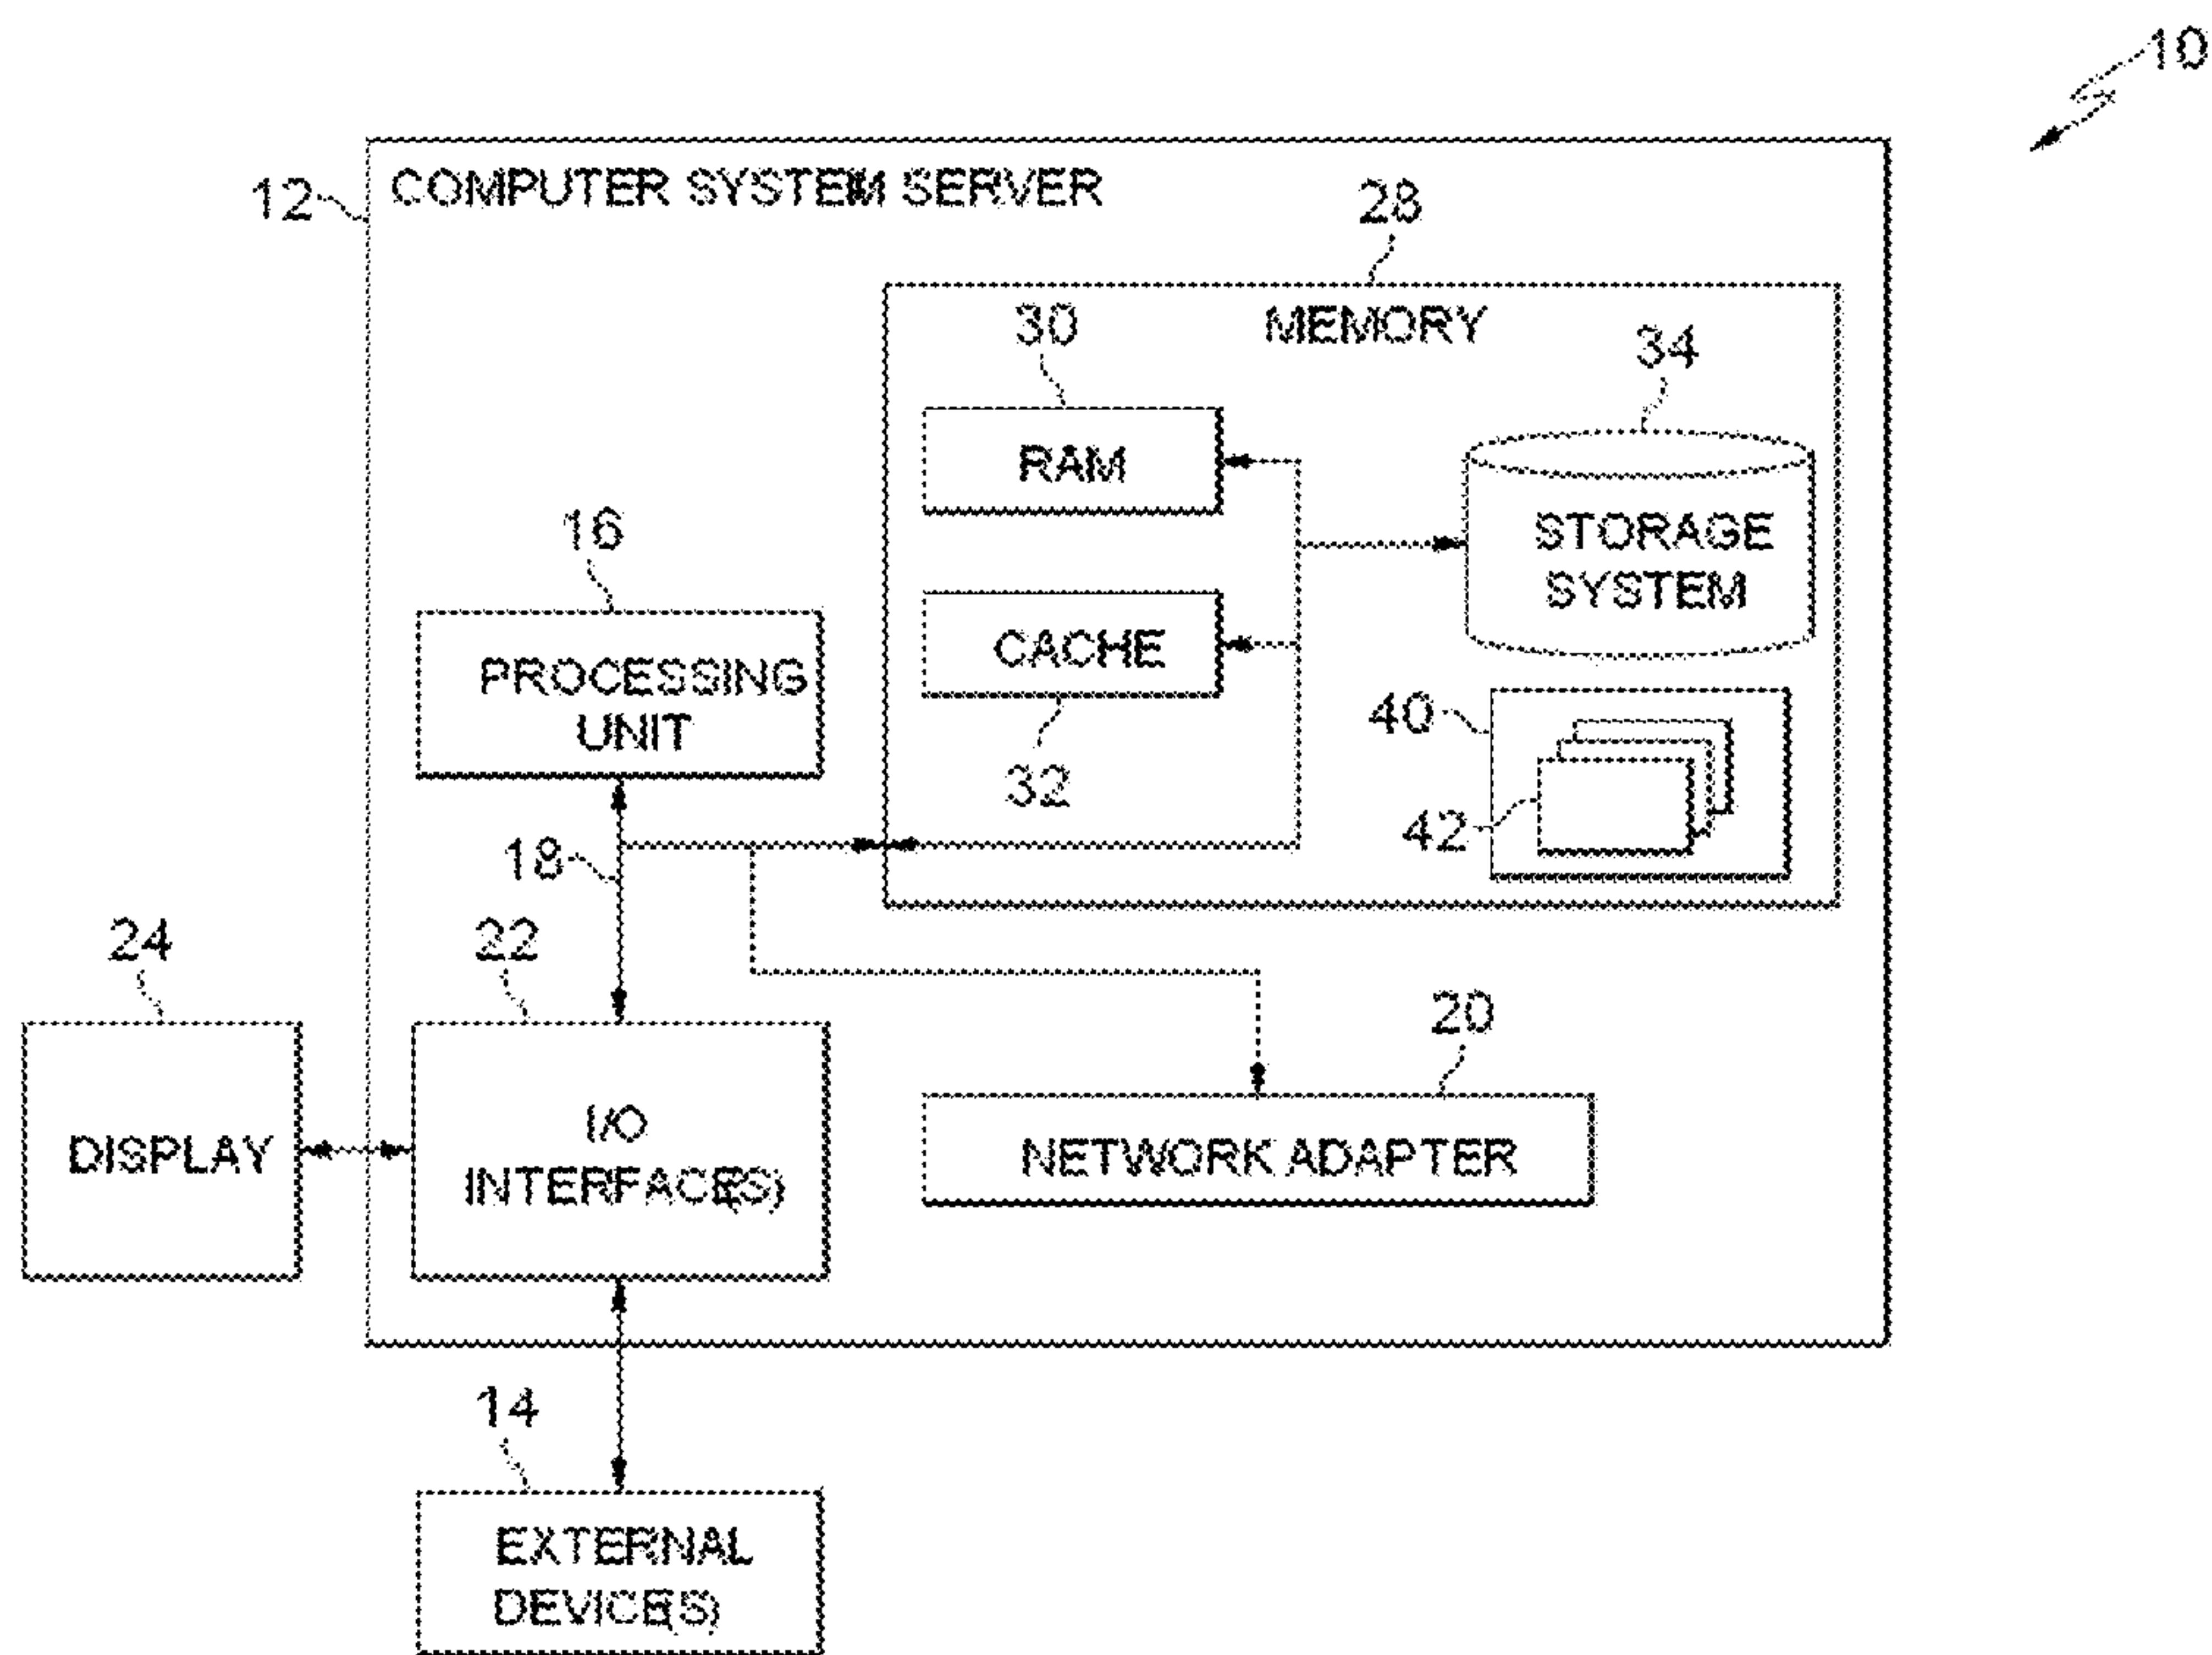 10
12
COMPUTER SYSTEM SERVER
28
MEMORY
30
34
RAM
STORAGE
SYSTEM
16
PROCESSING
UNIT
CACHE
32
40
42
18
24
22
20
DISPLAY
I/O
INTERFACE(S)
NETWORK ADAPTER
14
EXTERNAL
DEVICE(S)